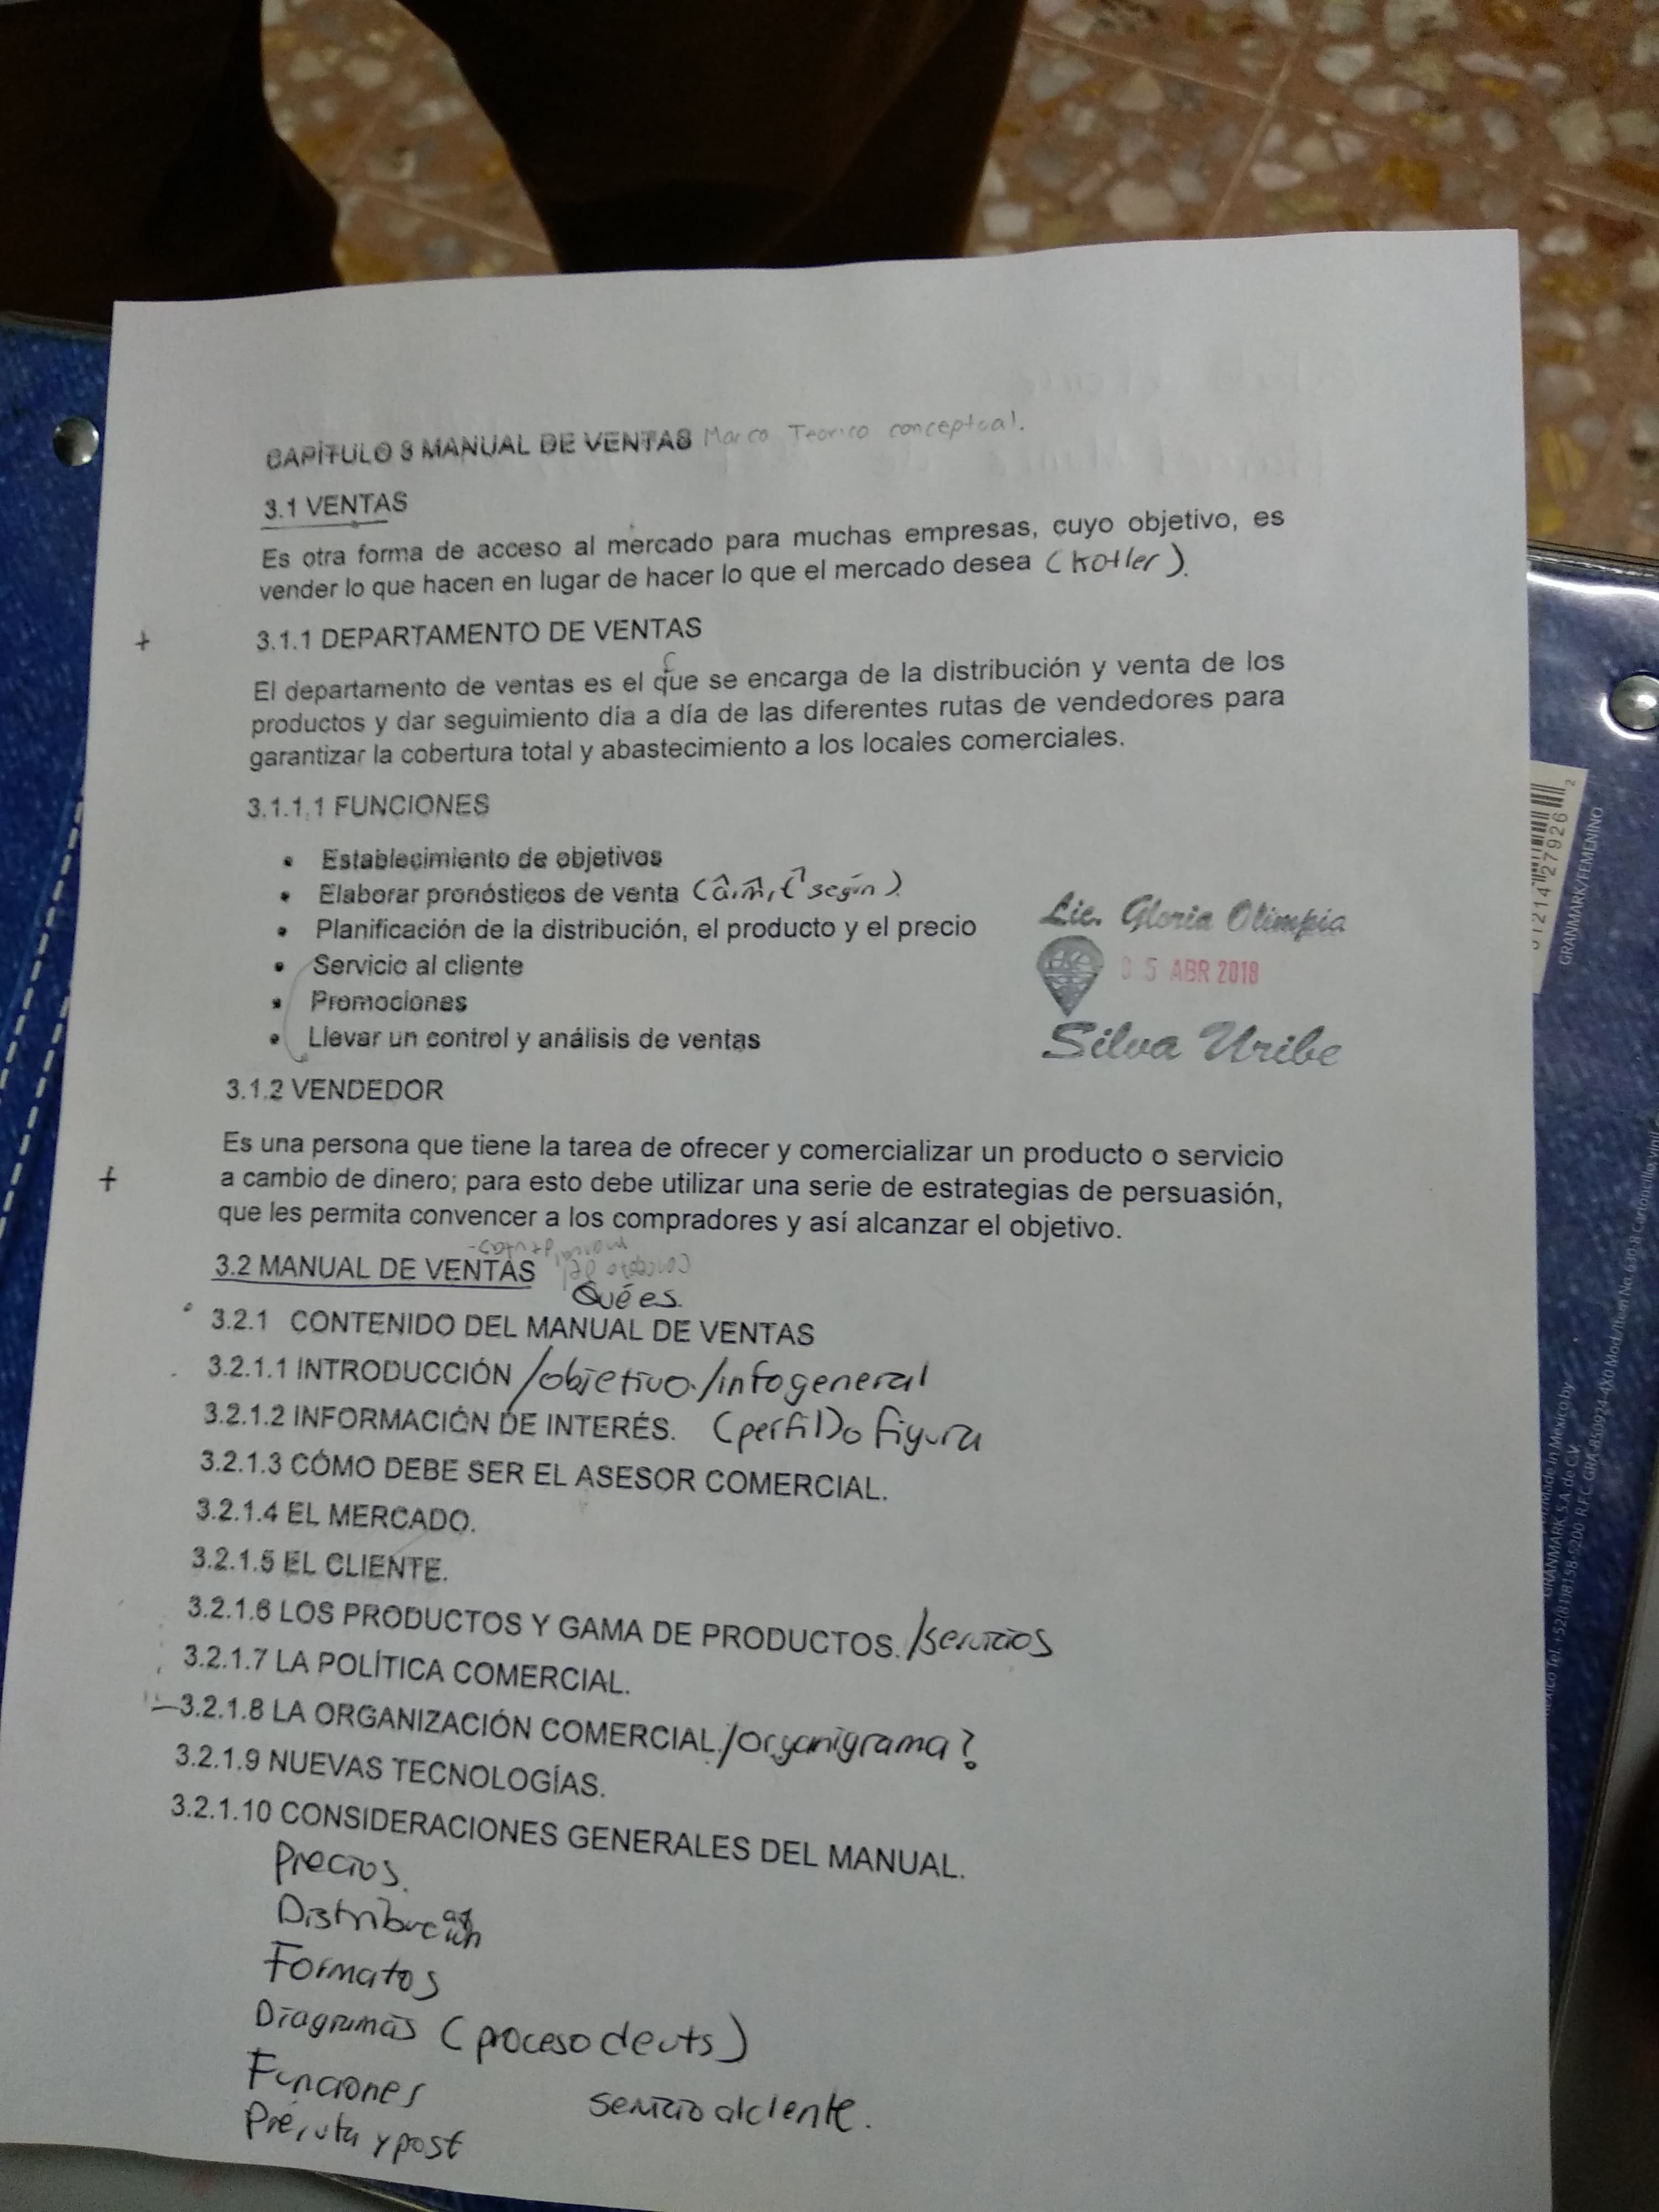 CAPÍTULO 3 MANUAL DE VENTAS Marco Teorico conceptual.
3.1 VENTAS
Es otra forma de acceso al mercado para muchas empresas, cuyo objetivo, es
vender lo que hacen en lugar de hacer lo que el mercado desea (kotler).
+ 3.1.1 DEPARTAMENTO DE VENTAS
El departamento de ventas es el que se encarga de la distribución y venta de los
productos y dar seguimiento día a día de las diferentes rutas de vendedores para
garantizar la cobertura total y abastecimiento a los locales comerciales.
3.1.1.1 FUNCIONES
• Establecimiento de objetivos
• Elaborar pronósticos de venta
• Planificación de la distribución, el producto y el precio
• Servicio al cliente
• Promociones
• Llevar un control y análisis de ventas
Lic. Gloria Olimpia
05 ABR 2018
Silva Uribe
3.1.2 VENDEDOR
Es una persona que tiene la tarea de ofrecer y comercializar un producto o servicio
+ a cambio de dinero; para esto debe utilizar una serie de estrategias de persuasión,
que les permita convencer a los compradores y así alcanzar el objetivo.
3.2 MANUAL DE VENTAS
Qué es.
3.2.1 CONTENIDO DEL MANUAL DE VENTAS
3.2.1.1 INTRODUCCIÓN /objetivo./info general
3.2.1.2 INFORMACIÓN DE INTERÉS. (perfil) o figura
3.2.1.3 CÓMO DEBE SER EL ASESOR COMERCIAL.
3.2.1.4 EL MERCADO.
3.2.1.5 EL CLIENTE.
3.2.1.6 LOS PRODUCTOS Y GAMA DE PRODUCTOS. /servicios
3.2.1.7 LA POLÍTICA COMERCIAL.
3.2.1.8 LA ORGANIZACIÓN COMERCIAL./organigrama?
3.2.1.9 NUEVAS TECNOLOGÍAS.
3.2.1.10 CONSIDERACIONES GENERALES DEL MANUAL.
Precios.
Distribución
Formatos
Diagramas (proceso de vts)
Funciones
servicio al cliente.
Pre, ruta y post
012141279262
GRANMARK/FEMENINO